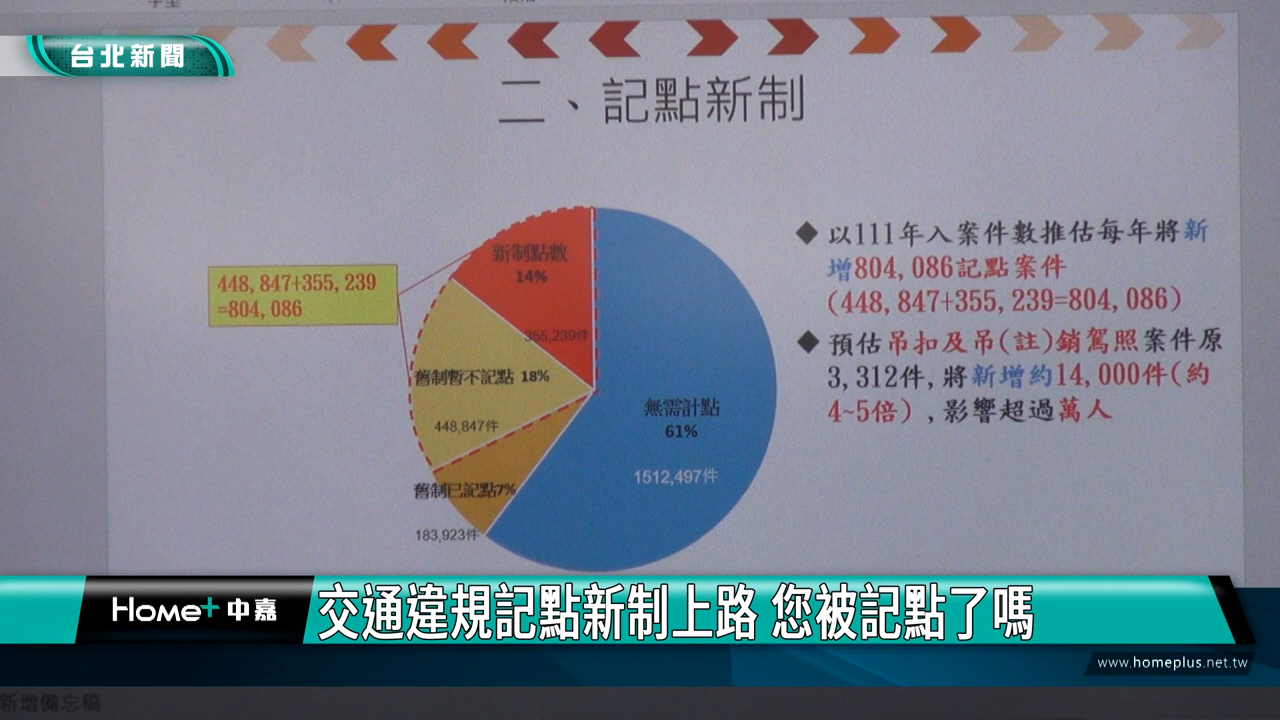 台北新聞
二、記點新制
448,847+355,239
=804,086
新制點數
14%
355,239件
舊制暫不記點 18%
448,847件
舊制已記點7%
183,923件
無需計點
61%
1512,497件
◆以111年入案件數推估每年將新
增804,086記點案件
(448,847+355,239=804,086)
◆預估吊扣及吊(註)銷駕照案件原
3,312件,將新增約14,000件(約
4~5倍),影響超過萬人
Home+中嘉
交通違規記點新制上路 您被記點了嗎
www.homeplus.net.tw
新增備忘稿